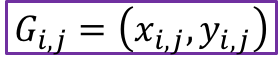 G_{i,j} = (x_{i,j}, y_{i,j})